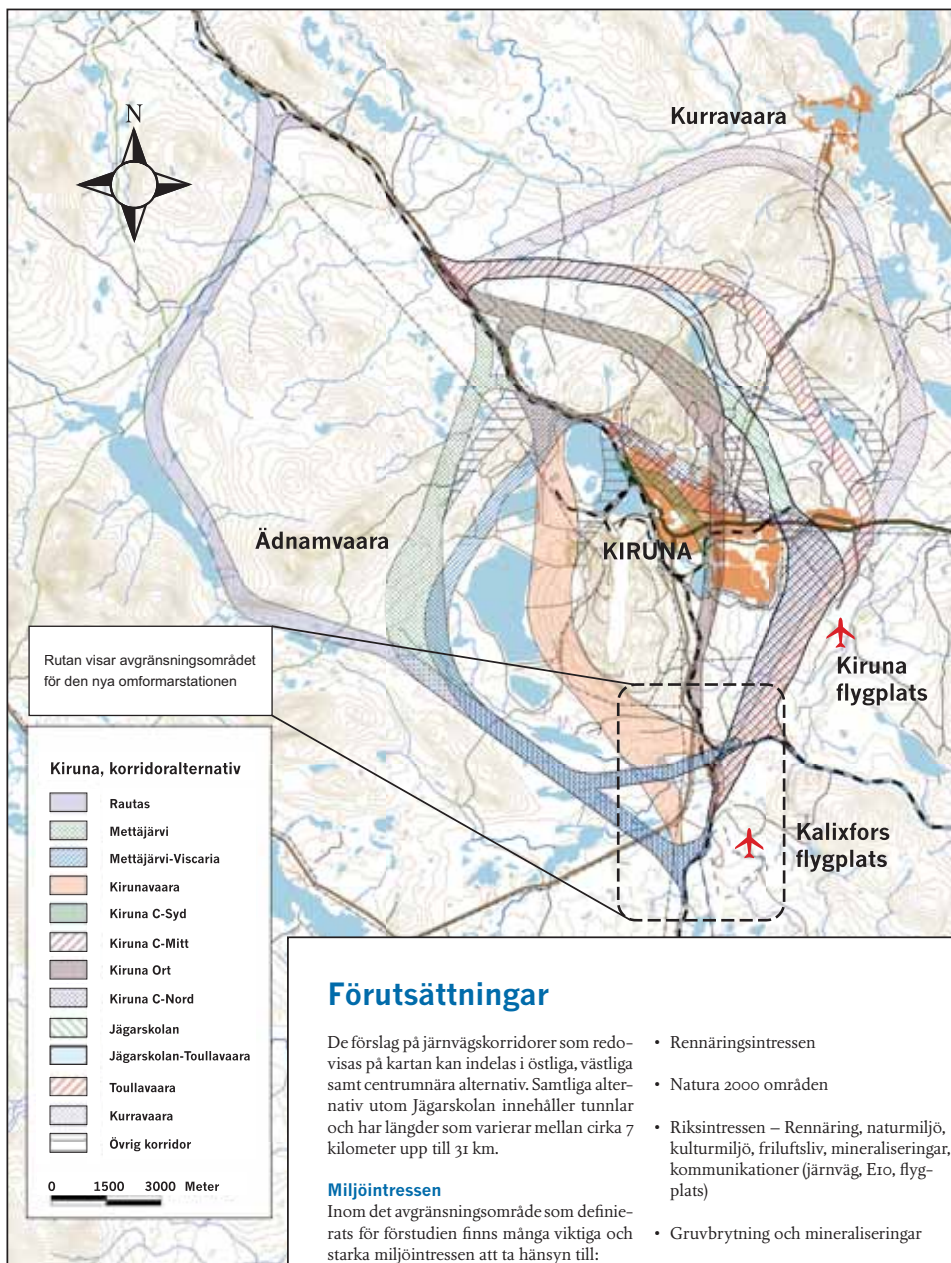 N
Kurravaara
Ädnamvaara
KIRUNA
Kiruna
flygplats
Rutan visar avgränsningsområdet
för den nya omformarstationen
Kalixfors
flygplats
Kiruna, korridoralternativ
Rautas
Mettäjärvi
Mettäjärvi-Viscaria
Kirunavaara
Kiruna C-Syd
Kiruna C-Mitt
Kiruna Ort
Kiruna C-Nord
Jägarskolan
Jägarskolan-Toullavaara
Toullavaara
Kurravaara
Övrig korridor
0 1500 3000 Meter
Förutsättningar
De förslag på järnvägskorridorer som redo-
visas på kartan kan indelas i östliga, västliga
samt centrumnära alternativ. Samtliga alter-
nativ utom Jägarskolan innehåller tunnlar
och har längder som varierar mellan cirka 7
kilometer upp till 31 km.
Miljöintressen
Inom det avgränsningsområde som definie-
rats för förstudien finns många viktiga och
starka miljöintressen att ta hänsyn till:
• Rennäringsintressen
• Natura 2000 områden
• Riksintressen – Rennäring, naturmiljö,
kulturmiljö, friluftsliv, mineraliseringar,
kommunikationer (järnväg, E10, flyg-
plats)
• Gruvbrytning och mineraliseringar